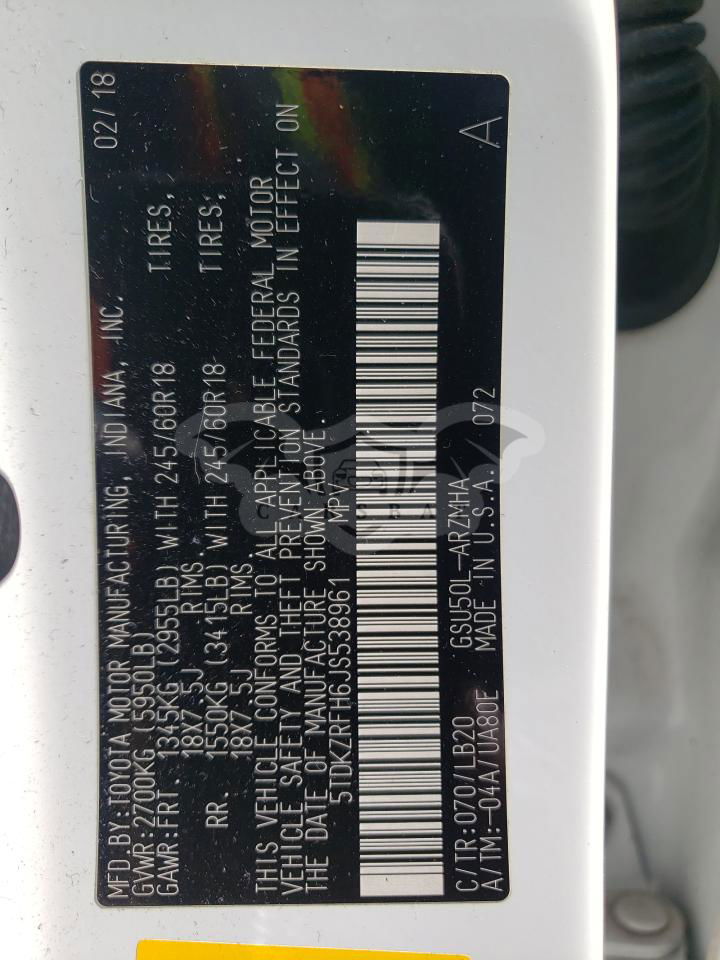 MFD.BY:TOYOTA MOTOR MANUFACTURING, INDIANA, INC. 02/18
GVWR:2700KG (5950LB)
GAWR:FRT. 1345KG (2955LB) WITH 245/60R18 TIRES,
18X7.5J RIMS.
RR. 1550KG (3415LB) WITH 245/60R18 TIRES,
18X7.5J RIMS.
THIS VEHICLE CONFORMS TO ALL APPLICABLE FEDERAL MOTOR
VEHICLE SAFETY AND THEFT PREVENTION STANDARDS IN EFFECT ON
THE DATE OF MANUFACTURE SHOWN ABOVE.
5TDKZRFH6JS538961 MPV
C/TR:070/LB20 GSU50L-ARZMHA A
A/TM:-04A/UA80E MADE IN U.S.A. 072